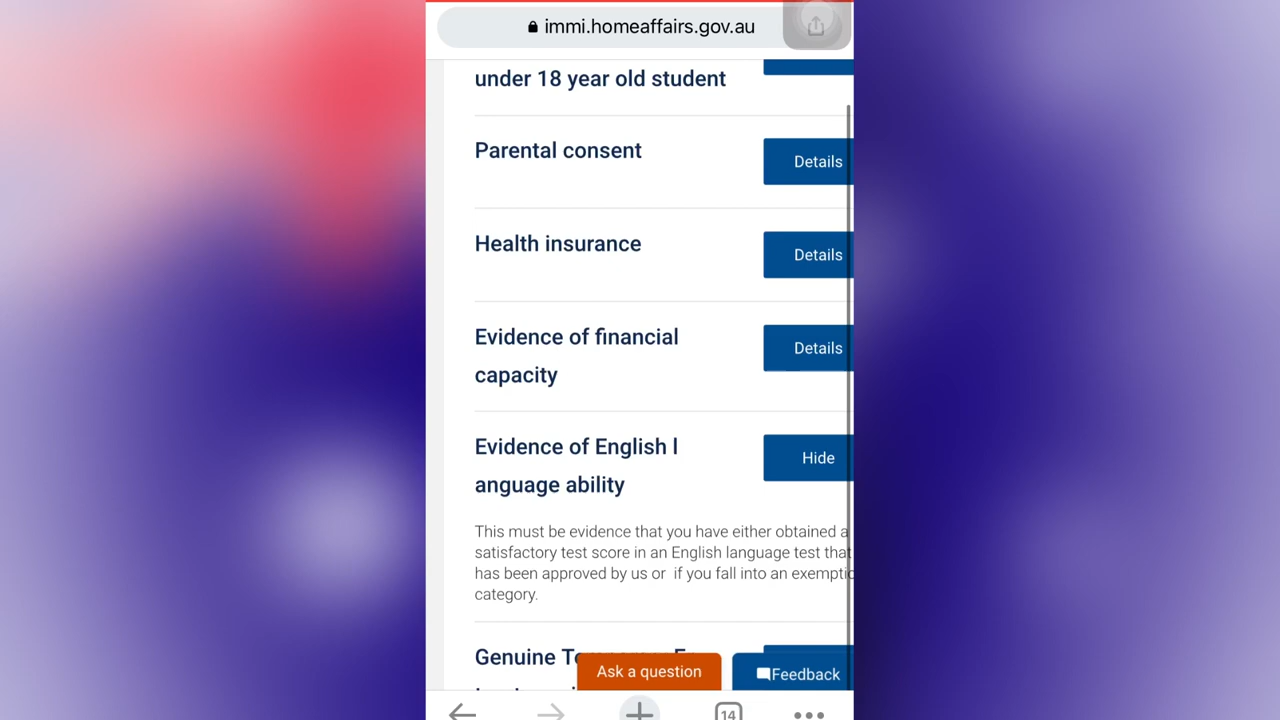 immi.homeaffairs.gov.au
under 18 year old student
Parental consent
Details
Health insurance
Details
Evidence of financial
capacity
Details
Evidence of English l
anguage ability
Hide
This must be evidence that you have either obtained a
satisfactory test score in an English language test that
has been approved by us or if you fall into an
category.
Genuine
Ask a question
Feedback
14